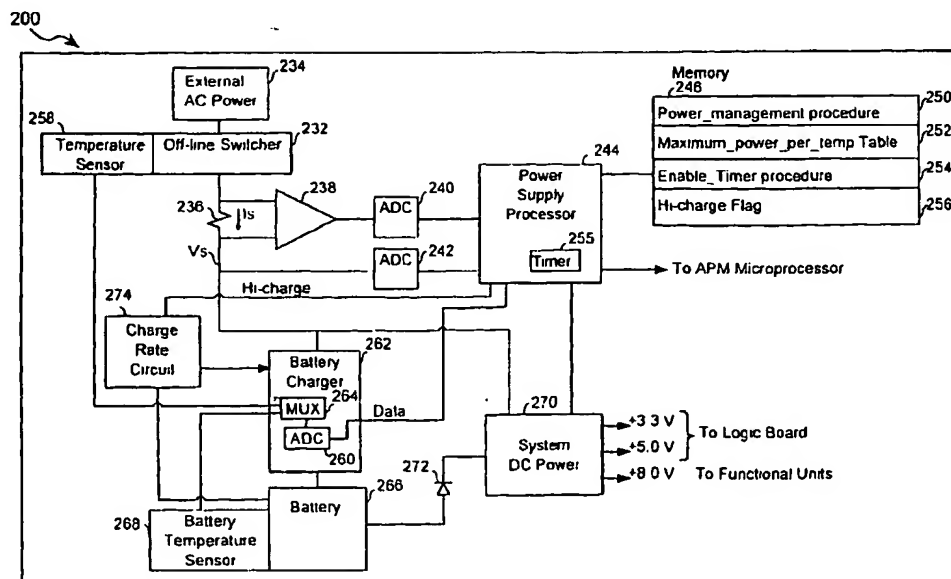 200
External
AC Power
234
258
232
Temperature
Sensor
Off-line Switcher
238
236
Is
Vs
240
ADC
242
ADC
244
Power
Supply
Processor
255
Timer
Memory
246
Power_management procedure
250
Maximum_power_per_temp Table
252
Enable_Timer procedure
254
Hi-charge Flag
256
To APM Microprocessor
Hi-charge
274
Charge
Rate
Circuit
262
Battery
Charger
264
MUX
Data
ADC
260
270
System
DC Power
+3.3 V
+5.0 V
To Logic Board
+8.0 V
To Functional Units
272
266
Battery
268
Battery
Temperature
Sensor